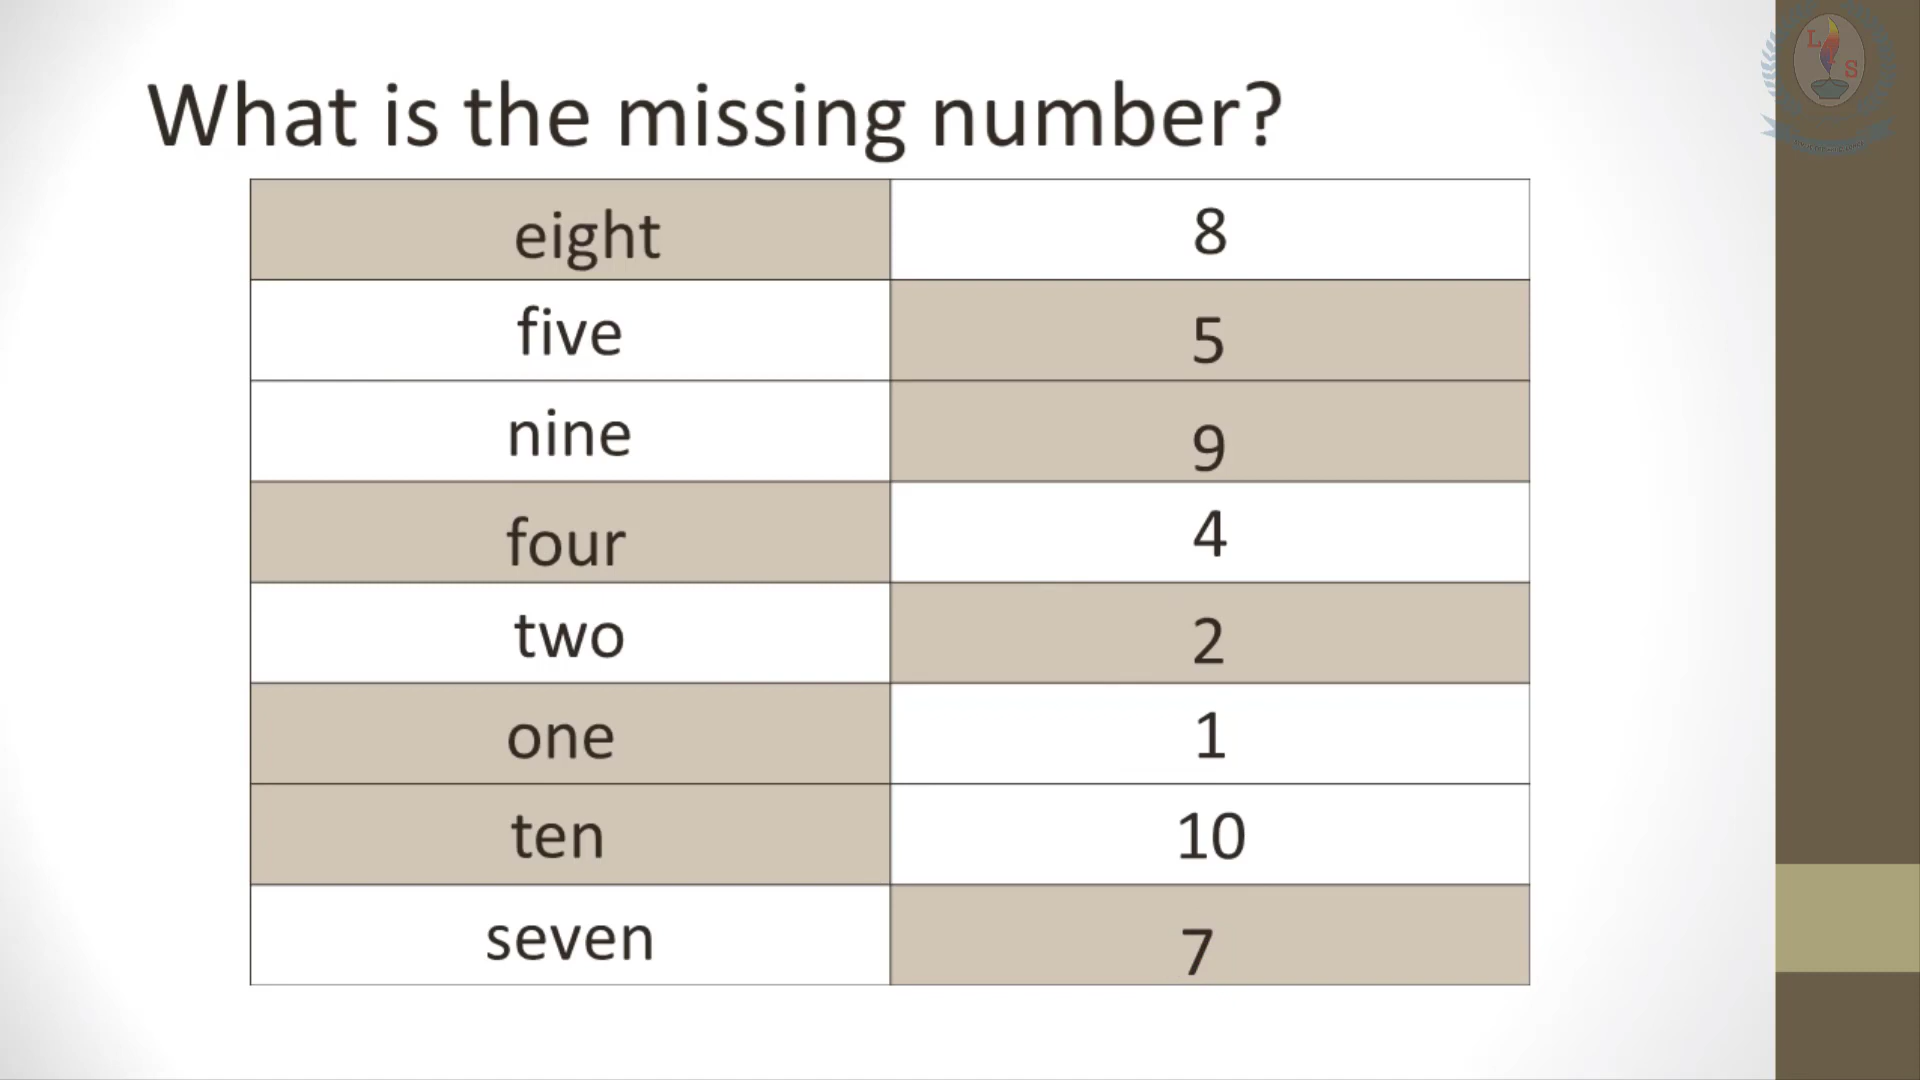 What is the missing number?
eight 8
five 5
nine 9
four 4
two 2
one 1
ten 10
seven 7
L
S